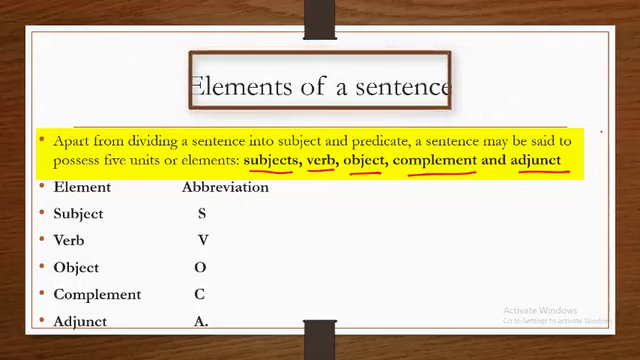 Elements of a sentence
• Apart from dividing a sentence into subject and predicate, a sentence may be said to
possess five units or elements: subjects, verb, object, complement and adjunct
• Element Abbreviation
• Subject S
• Verb V
• Object O
• Complement C
• Adjunct A.
Activate Windows
Go to Settings to activate Windows.